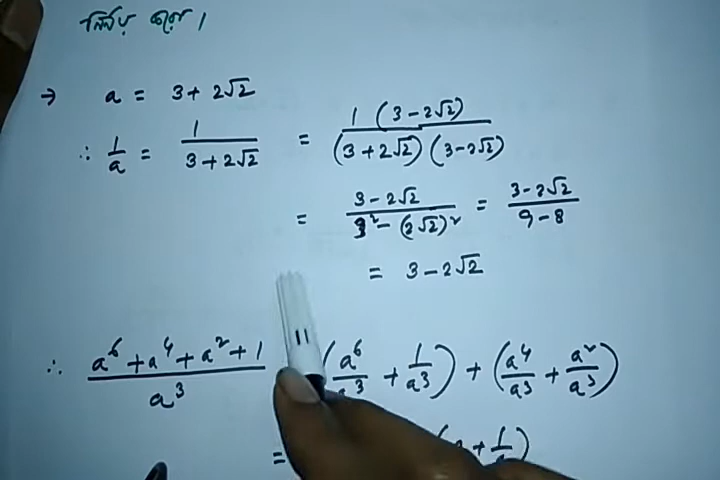 নির্ণয় করো।
→ a = 3 + 2√2
∴ 1/a = 1/(3 + 2√2) = 1 (3 - 2√2)/((3 + 2√2) (3 - 2√2))
= (3 - 2√2)/(3² - (2√2)²) = (3 - 2√2)/(9 - 8)
= 3 - 2√2
∴ (a⁶ + a⁴ + a² + 1)/a³ (a⁶/a³ + 1/a³) + (a⁴/a³ + a²/a³)
= + 1/